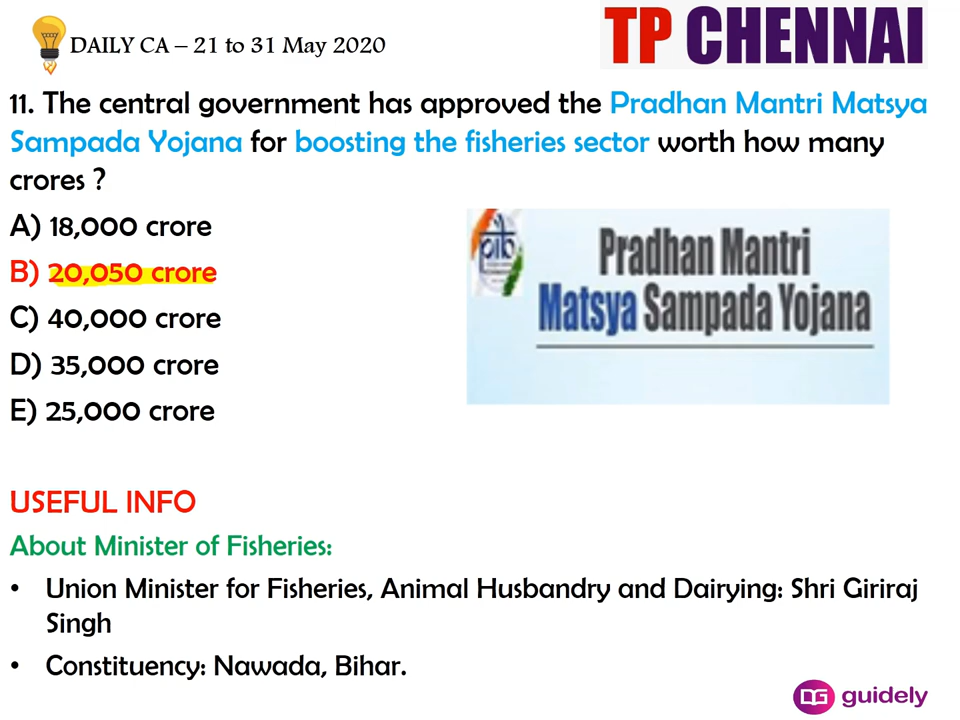 DAILY CA – 21 to 31 May 2020
TP CHENNAI
11. The central government has approved the Pradhan Mantri Matsya
Sampada Yojana for boosting the fisheries sector worth how many
crores ?
A) 18,000 crore
B) 20,050 crore
C) 40,000 crore
D) 35,000 crore
E) 25,000 crore
pib
Pradhan Mantri
Matsya Sampada Yojana
USEFUL INFO
About Minister of Fisheries:
• Union Minister for Fisheries, Animal Husbandry and Dairying: Shri Giriraj
Singh
• Constituency: Nawada, Bihar.
guidely